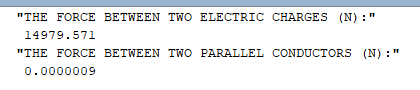 "THE FORCE BETWEEN TWO ELECTRIC CHARGES (N):"
14979.571
"THE FORCE BETWEEN TWO PARALLEL CONDUCTORS (N):"
0.0000009